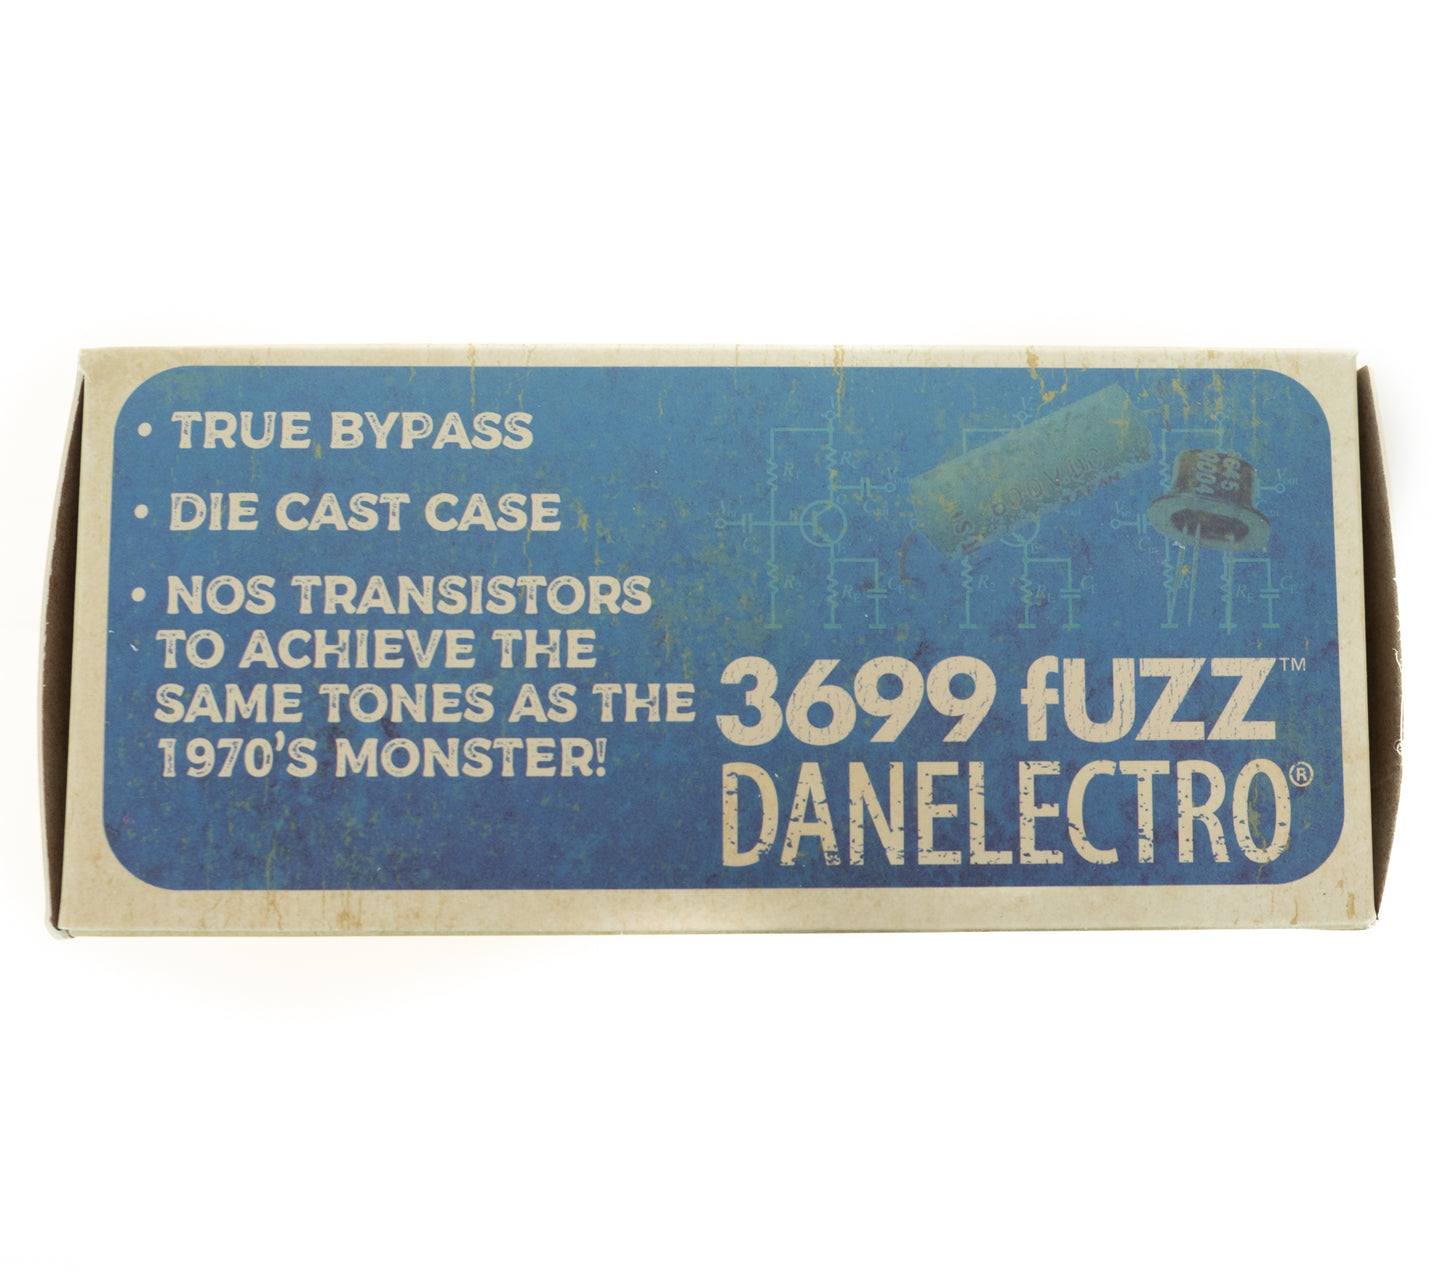 • TRUE BYPASS
• DIE CAST CASE
• NOS TRANSISTORS
TO ACHIEVE THE
SAME TONES AS THE
1970'S MONSTER!
3699 fUZZ™
DANELECTRO®